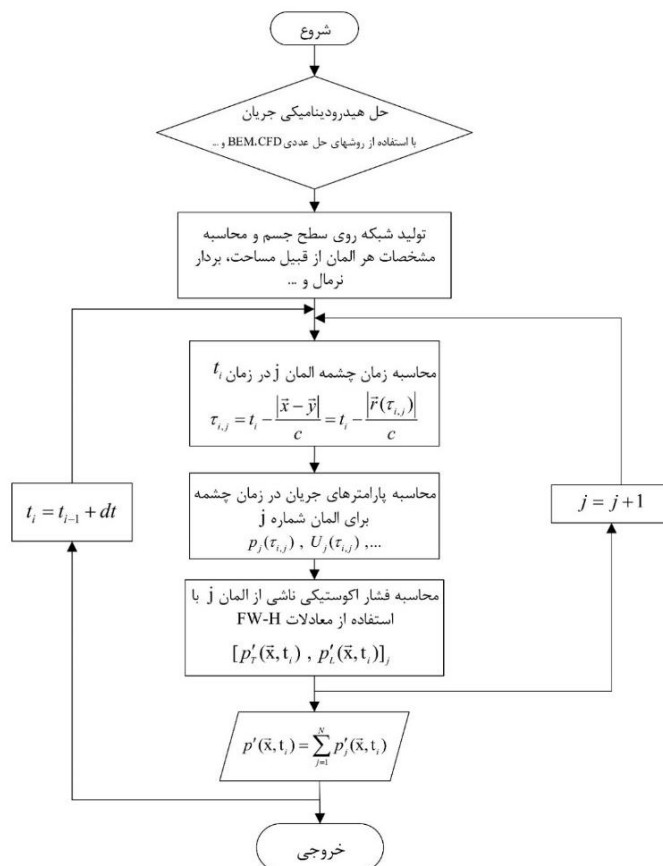 شروع
حل هیدرودینامیکی جریان
با استفاده از روشهای حل عددی BEM،CFD و ...
تولید شبکه روی سطح جسم و محاسبه
مشخصات هر المان از قبیل مساحت، بردار
نرمال و ...
محاسبه زمان چشمه المان j در زمان t_i
τ_{i,j} = t_i − |x⃗ − y⃗| / c = t_i − |r⃗(τ_{i,j})| / c
محاسبه پارامترهای جریان در زمان چشمه
برای المان شماره j
p_j(τ_{i,j}) , U_j(τ_{i,j}) ,...
t_i = t_{i−1} + dt
j = j+1
محاسبه فشار اکوستیکی ناشی از المان j با
استفاده از معادلات FW-H
[p'_T(x⃗,t_i) , p'_L(x⃗,t_i)]_j
p'(x⃗,t_i) = ∑_{j=1}^{N} p'_j(x⃗,t_i)
خروجی